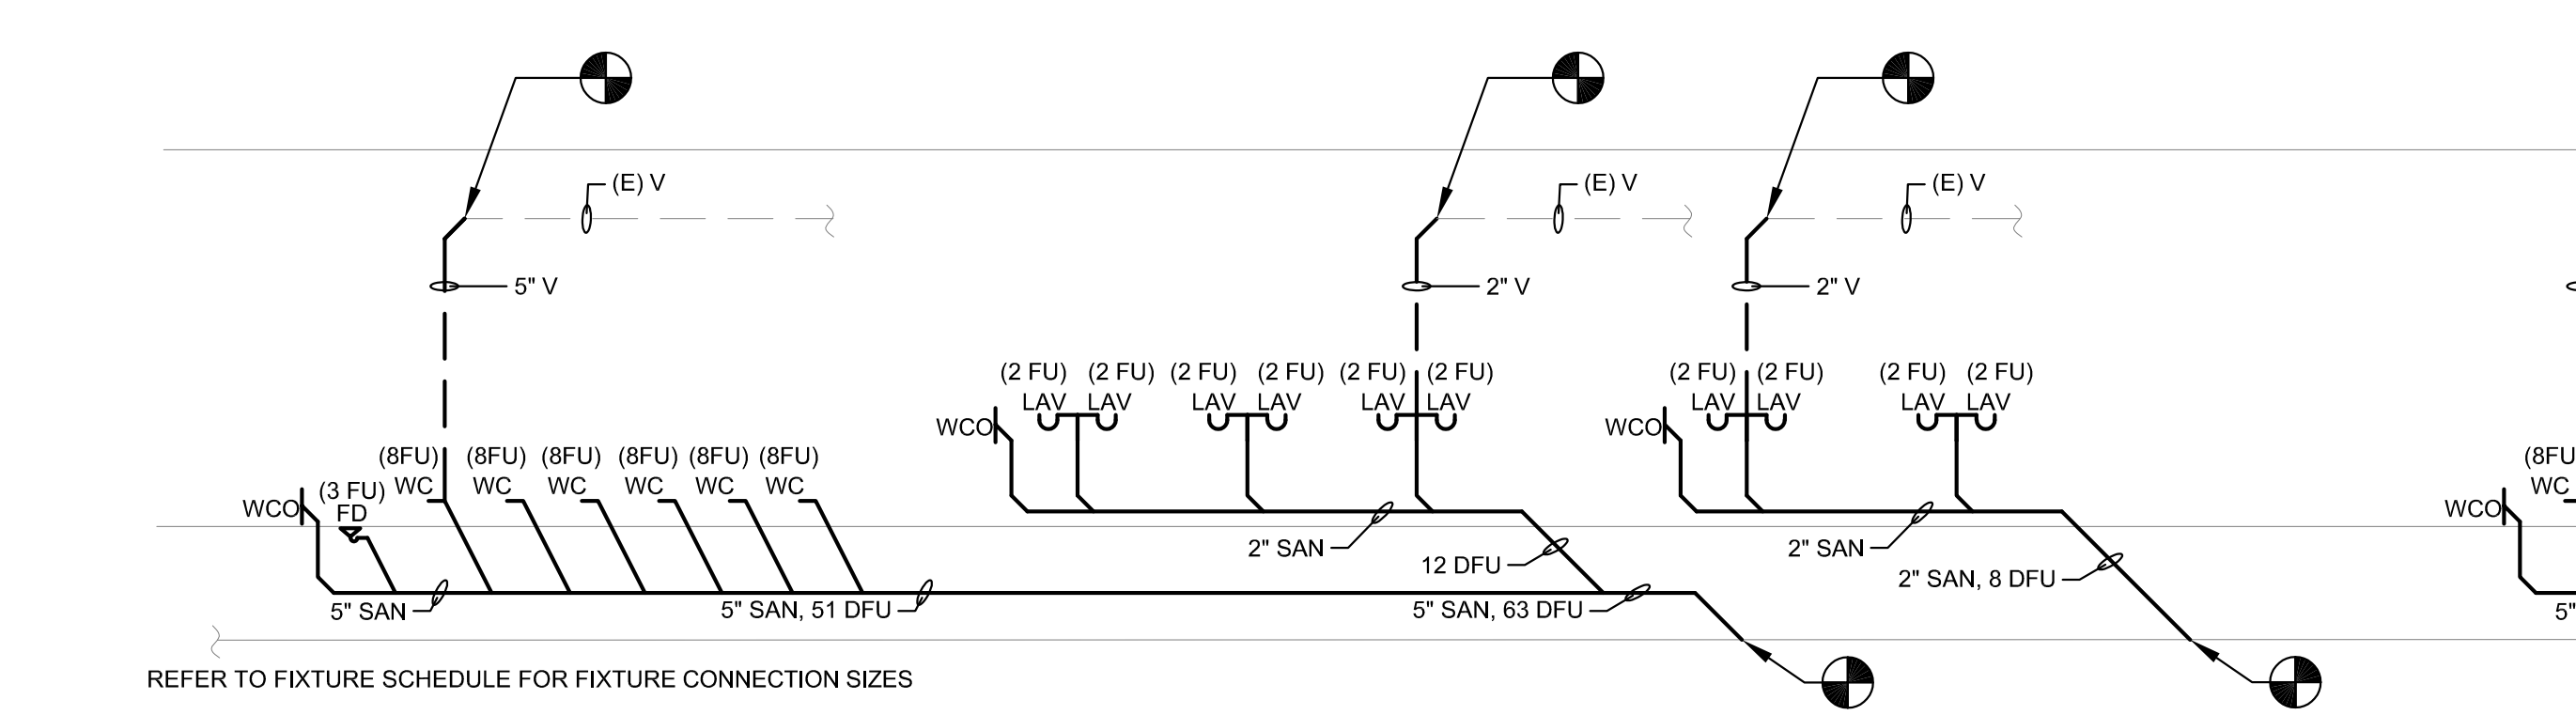 (E) V
(E) V
(E) V
5" V
2" V
2" V
(2 FU) (2 FU) (2 FU) (2 FU) (2 FU) (2 FU)
LAV LAV LAV LAV LAV LAV
(2 FU) (2 FU) (2 FU) (2 FU)
LAV LAV LAV LAV
WCO
WCO
(8FU) (8FU) (8FU) (8FU) (8FU) (8FU)
WC WC WC WC WC WC
(8FU
WC
WCO
(3 FU)
FD
WCO
2" SAN
12 DFU
2" SAN
2" SAN, 8 DFU
5" SAN
5" SAN, 51 DFU
5" SAN, 63 DFU
5"
REFER TO FIXTURE SCHEDULE FOR FIXTURE CONNECTION SIZES